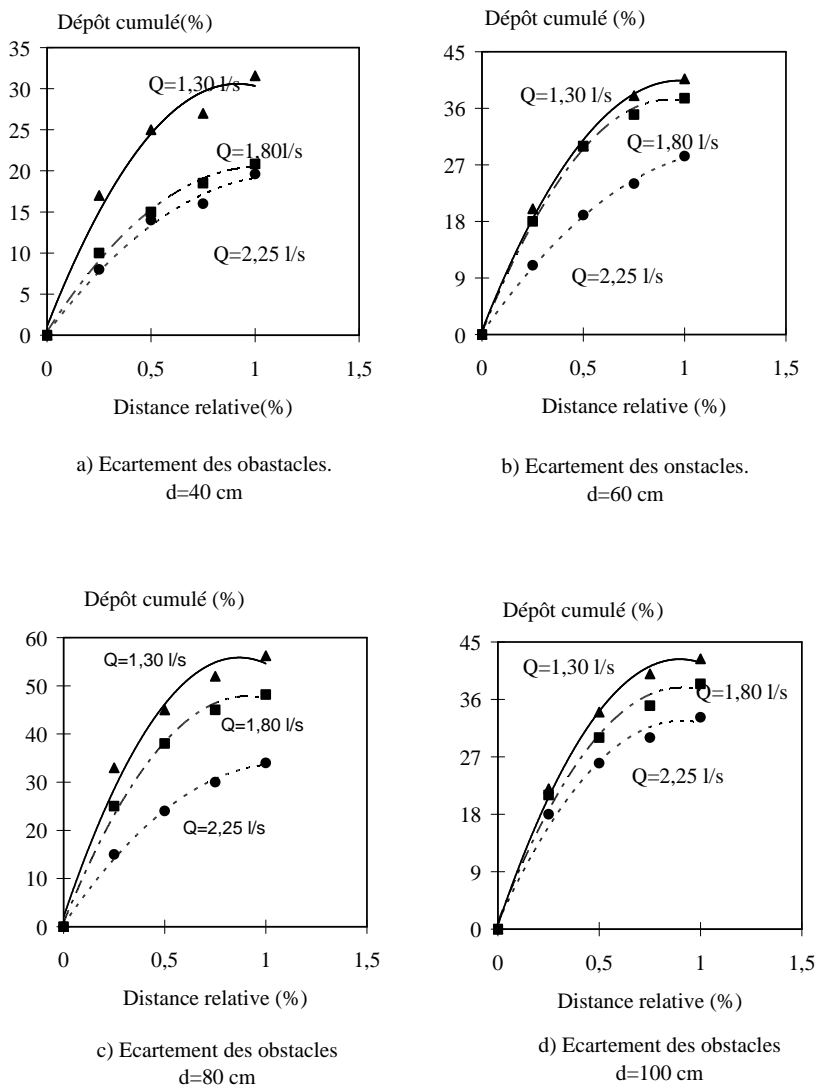 Dépôt cumulé(%)
35
30
25
20
15
10
5
0
Q=1,30 l/s
Q=1,80l/s
Q=2,25 l/s
0 0,5 1 1,5
Distance relative(%)
a) Ecartement des obastacles.
d=40 cm
Dépôt cumulé (%)
45
36
27
18
9
0
Q=1,30 l/s
Q=1,80 l/s
Q=2,25 l/s
0 0,5 1 1,5
Distance relative (%)
b) Ecartement des onstacles.
d=60 cm
Dépôt cumulé (%)
60
50
40
30
20
10
0
Q=1,30 l/s
Q=1,80 l/s
Q=2,25 l/s
0 0,5 1 1,5
Distance relative (%)
c) Ecartement des obstacles
d=80 cm
Dépôt cumulé (%)
45
36
27
18
9
0
Q=1,30 l/s
Q=1,80 l/s
Q=2,25 l/s
0 0,5 1 1,5
Distance relative (%)
d) Ecartement des obstacles
d=100 cm